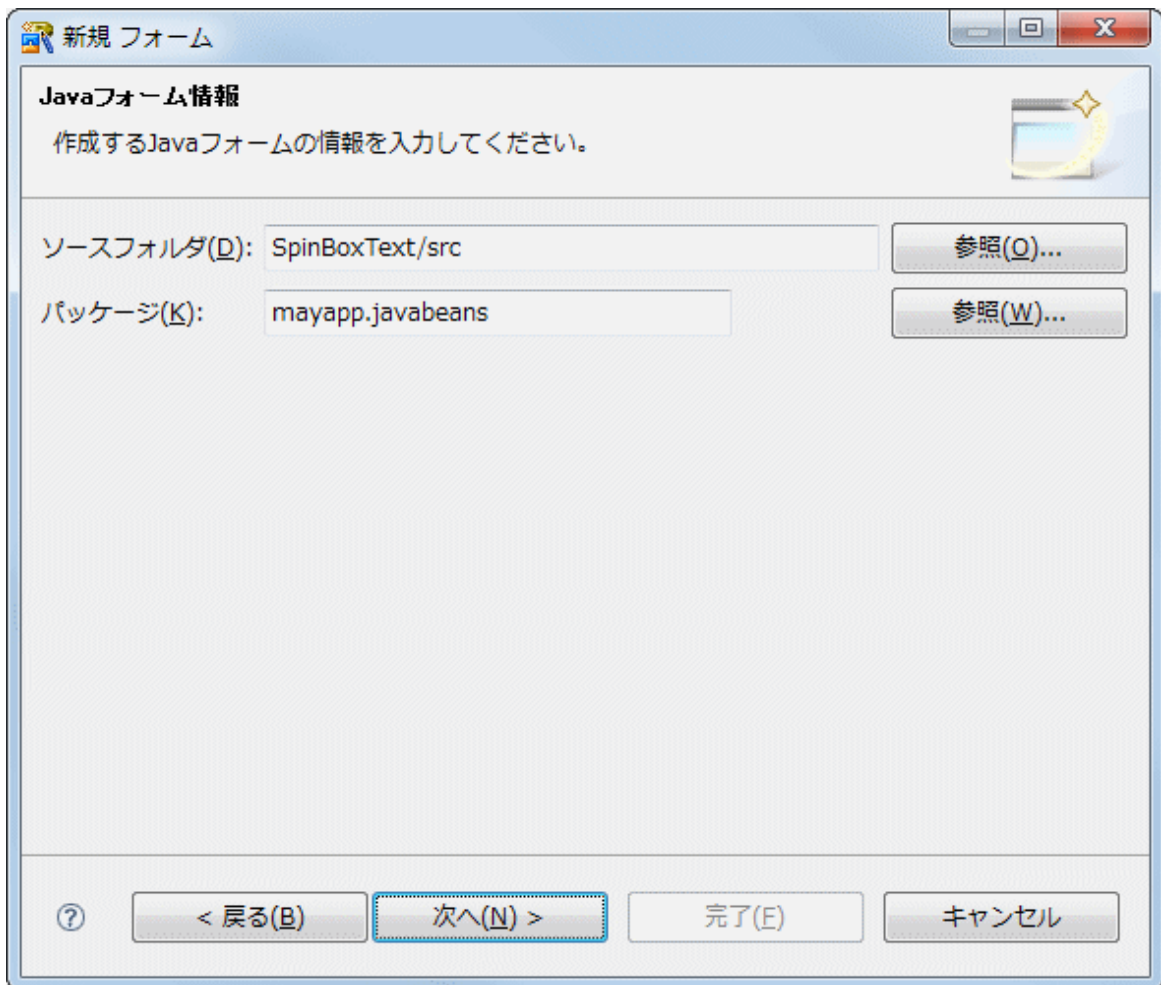 新規 フォーム
Javaフォーム情報
作成するJavaフォームの情報を入力してください。
ソースフォルダ(D): SpinBoxText/src 参照(O)...
パッケージ(K): mayapp.javabeans 参照(W)...
? < 戻る(B) 次へ(N) > 完了(F) キャンセル